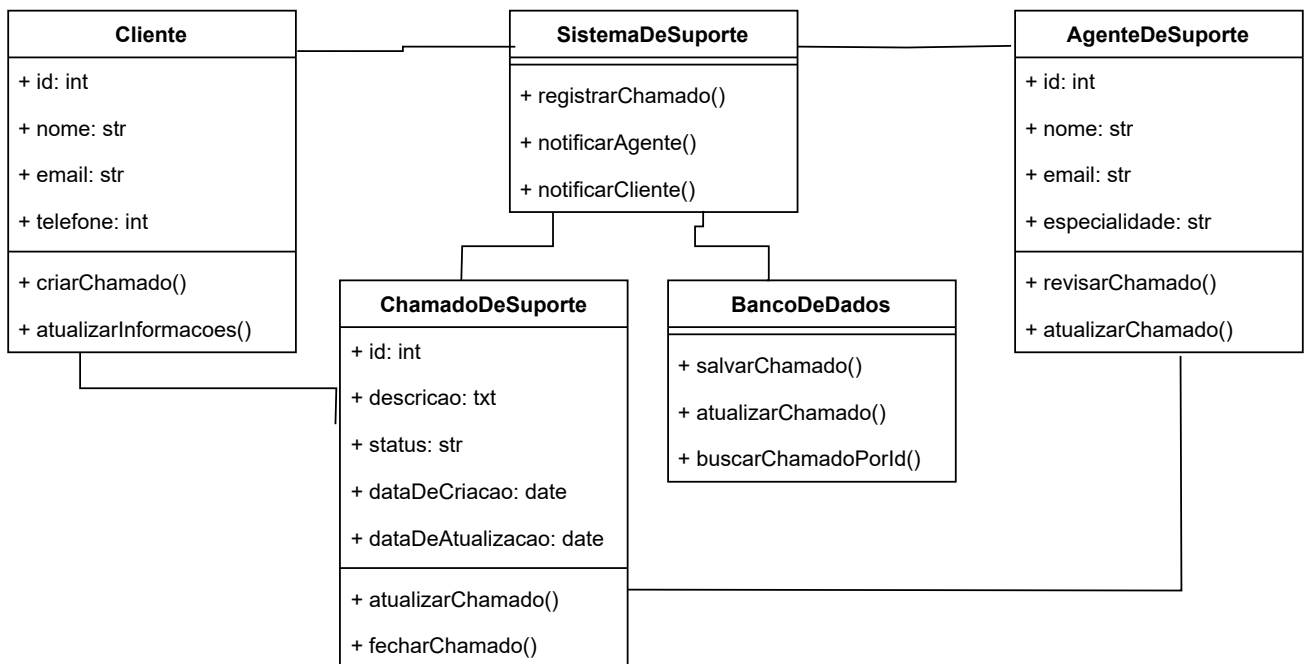 Cliente
+ id: int
+ nome: str
+ email: str
+ telefone: int
+ criarChamado()
+ atualizarInformacoes()
SistemaDeSuporte
+ registrarChamado()
+ notificarAgente()
+ notificarCliente()
AgenteDeSuporte
+ id: int
+ nome: str
+ email: str
+ especialidade: str
+ revisarChamado()
+ atualizarChamado()
ChamadoDeSuporte
+ id: int
+ descricao: txt
+ status: str
+ dataDeCriacao: date
+ dataDeAtualizacao: date
+ atualizarChamado()
+ fecharChamado()
BancoDeDados
+ salvarChamado()
+ atualizarChamado()
+ buscarChamadoPorId()